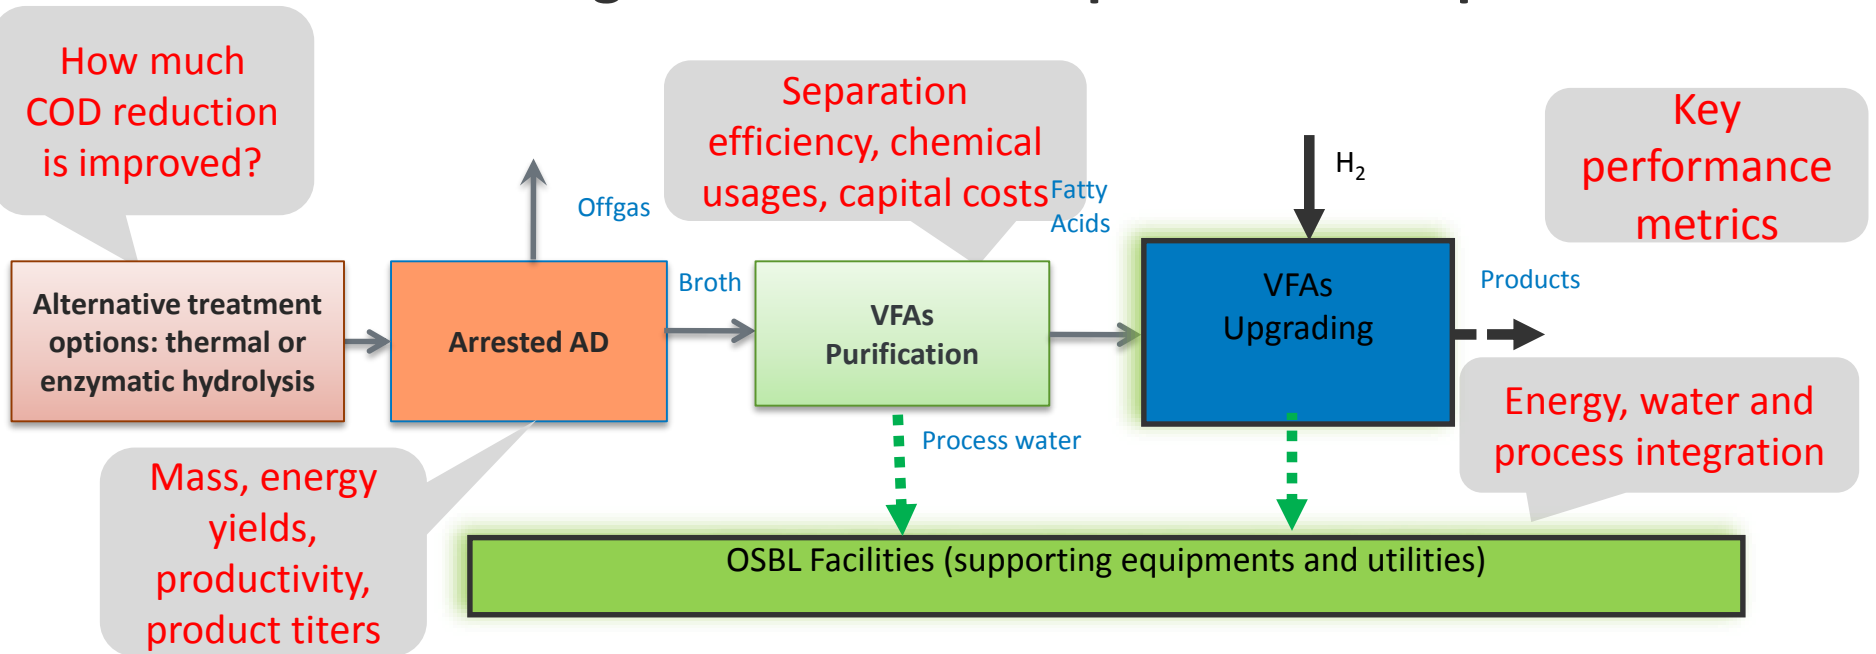 How much
COD reduction
is improved?
Separation
efficiency, chemical
usages, capital costs
Key
performance
metrics
H2
Offgas
Fatty
Acids
Broth
Products
Alternative treatment
options: thermal or
enzymatic hydrolysis
Arrested AD
VFAs
Purification
VFAs
Upgrading
Process water
Energy, water and
process integration
Mass, energy
yields,
productivity,
product titers
OSBL Facilities (supporting equipments and utilities)